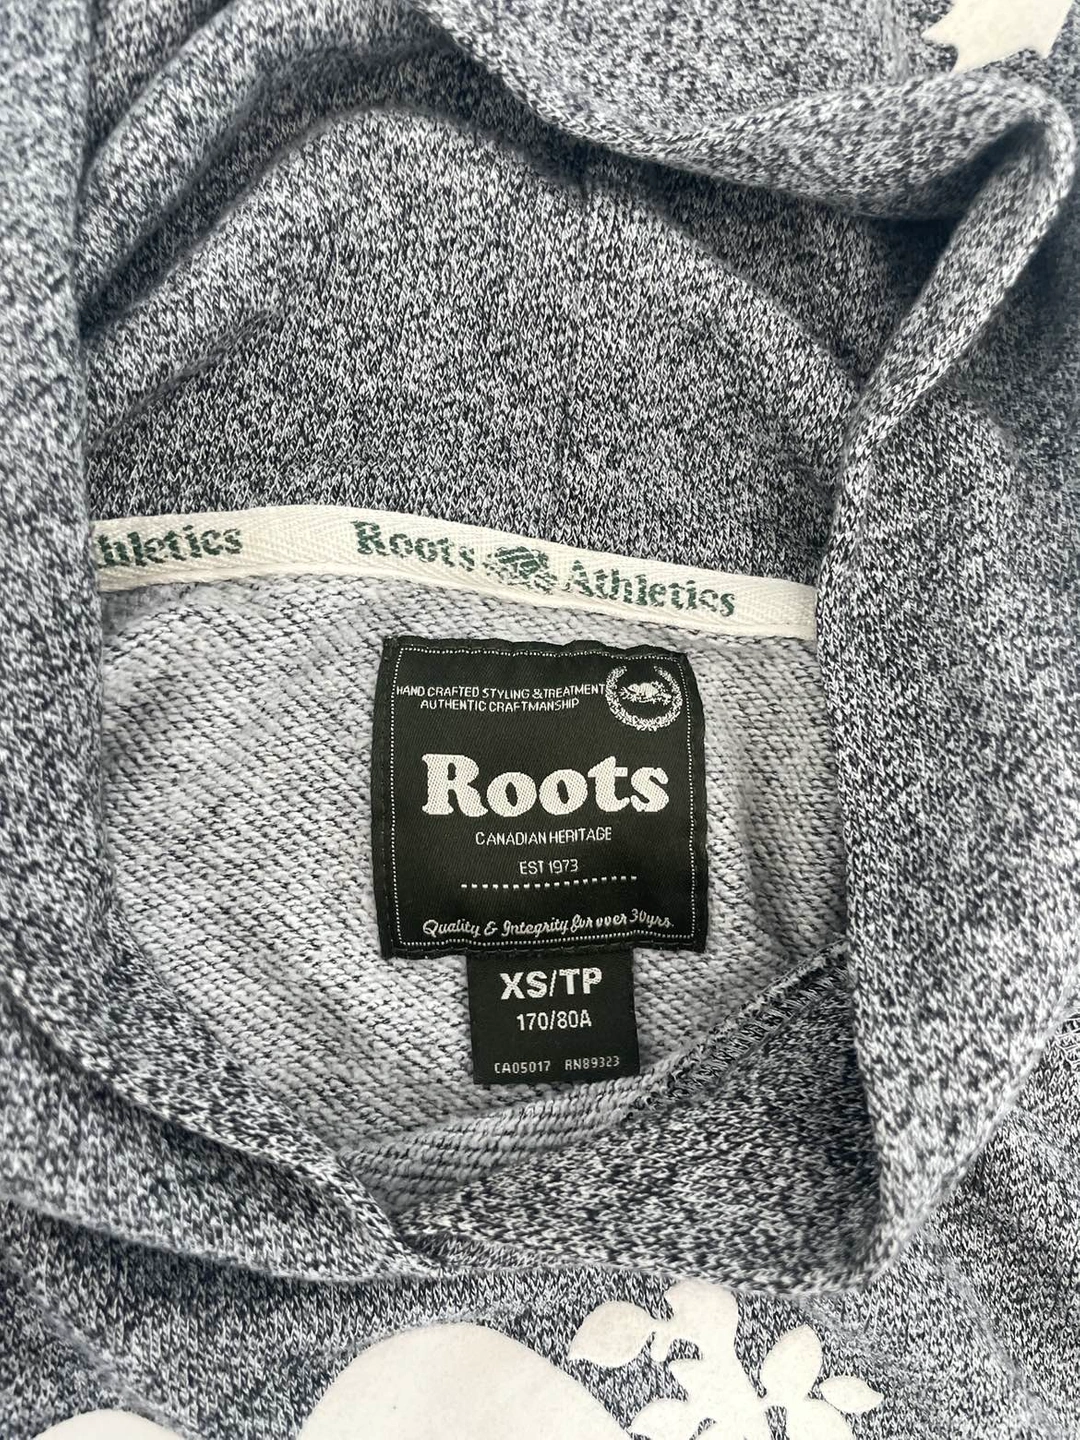 hletics Roots Athletics
HAND CRAFTED STYLING & TREATMENT
AUTHENTIC CRAFTMANSHIP
Roots
CANADIAN HERITAGE
EST 1973
Quality & Integrity for over 30yrs.
XS/TP
170/80A
CA05017 RN89323